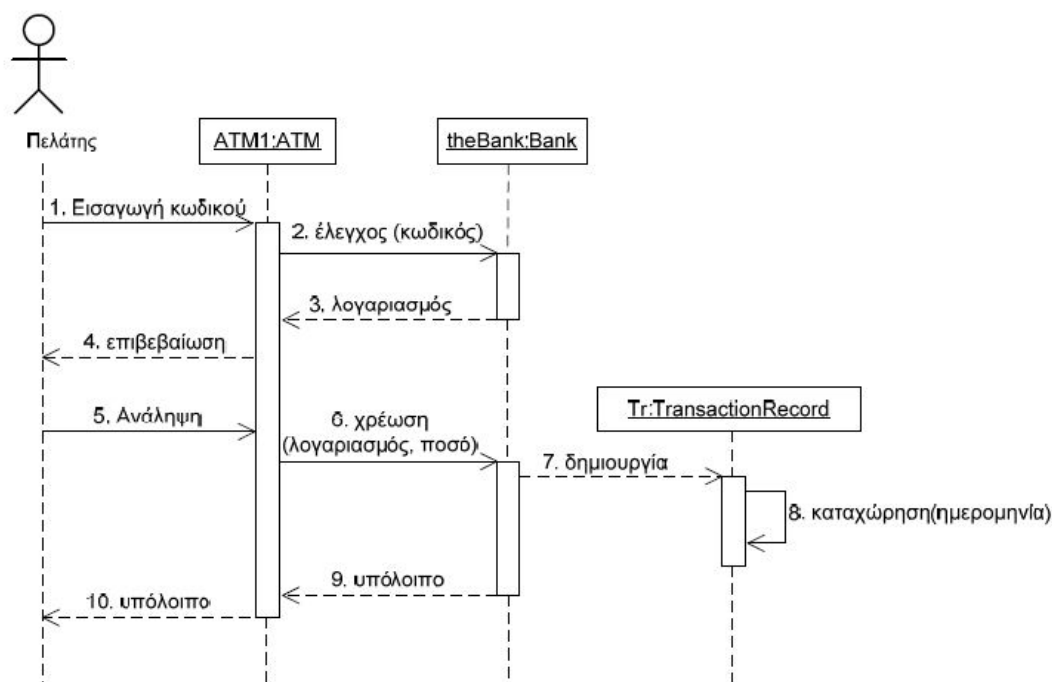 Πελάτης
ATM1:ATM
theBank:Bank
1. Εισαγωγή κωδικού
2. έλεγχος (κωδικός)
3. λογαριασμός
4. επιβεβαίωση
Tr:TransactionRecord
5. Ανάληψη
6. χρέωση
(λογαριασμός, ποσό)
7. δημιουργία
8. καταχώρηση(ημερομηνία)
9. υπόλοιπο
10. υπόλοιπο